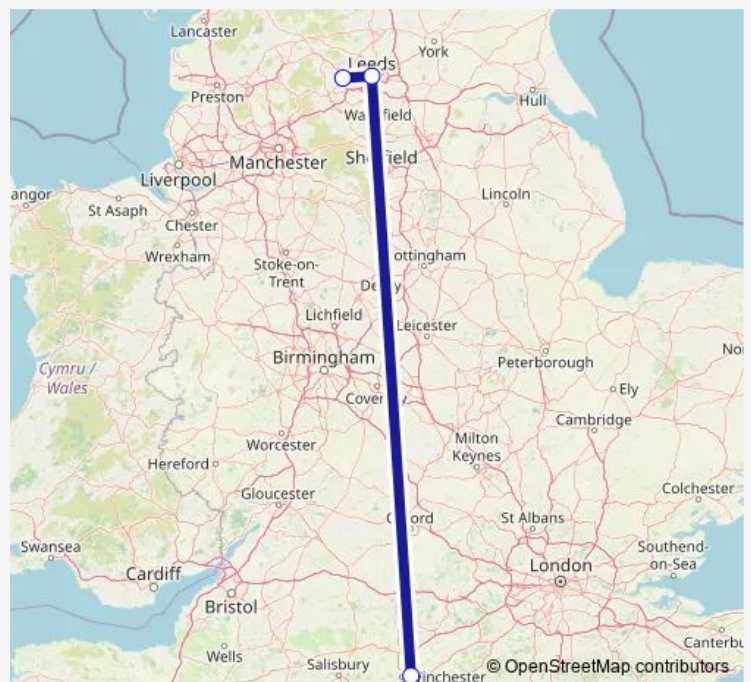 Lancaster
York
Leeds
Preston
Hull
Manchester
Liverpool
angor
St Asaph
Lincoln
Chester
Wrexham
Stoke-on-
Trent
ottingham
Lichfield
Leicester
Birmingham
Peterborough
Cymru /
Wales
Ely
Cambridge
Worcester
Milton
Keynes
Hereford
Gloucester
Colchester
St Albans
Swansea
Southend-
on-Sea
Cardiff
London
Bristol
Canterbu
Wells
Salisbury
inchester
© OpenStreetMap contributors